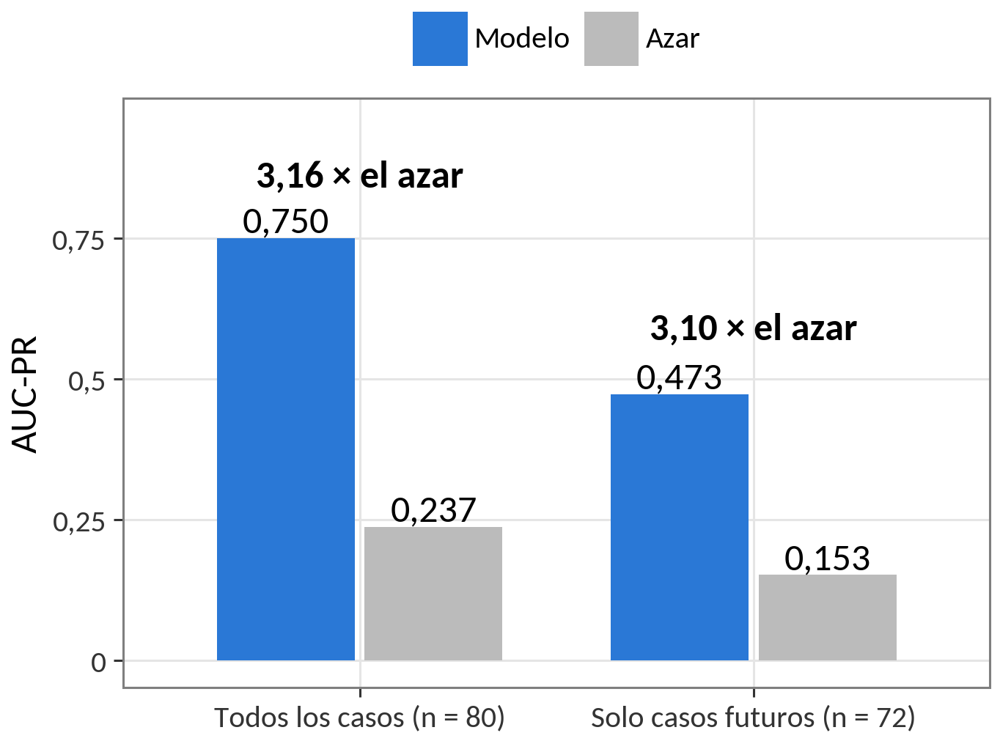 Modelo Azar
3,16 × el azar
0,750
0,75
3,10 × el azar
0,473
0,5
AUC-PR
0,237
0,25
0,153
0
Todos los casos (n = 80) Solo casos futuros (n = 72)